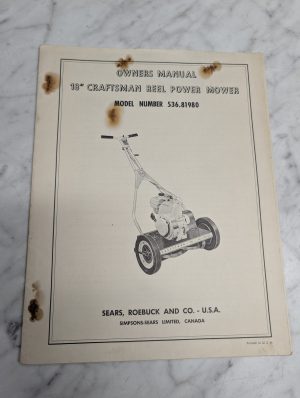 OWNERS MANUAL
18" CRAFTSMAN REEL POWER MOWER
MODEL NUMBER 536.81980
SEARS, ROEBUCK AND CO. - U.S.A.
SIMPSONS-SEARS LIMITED, CANADA